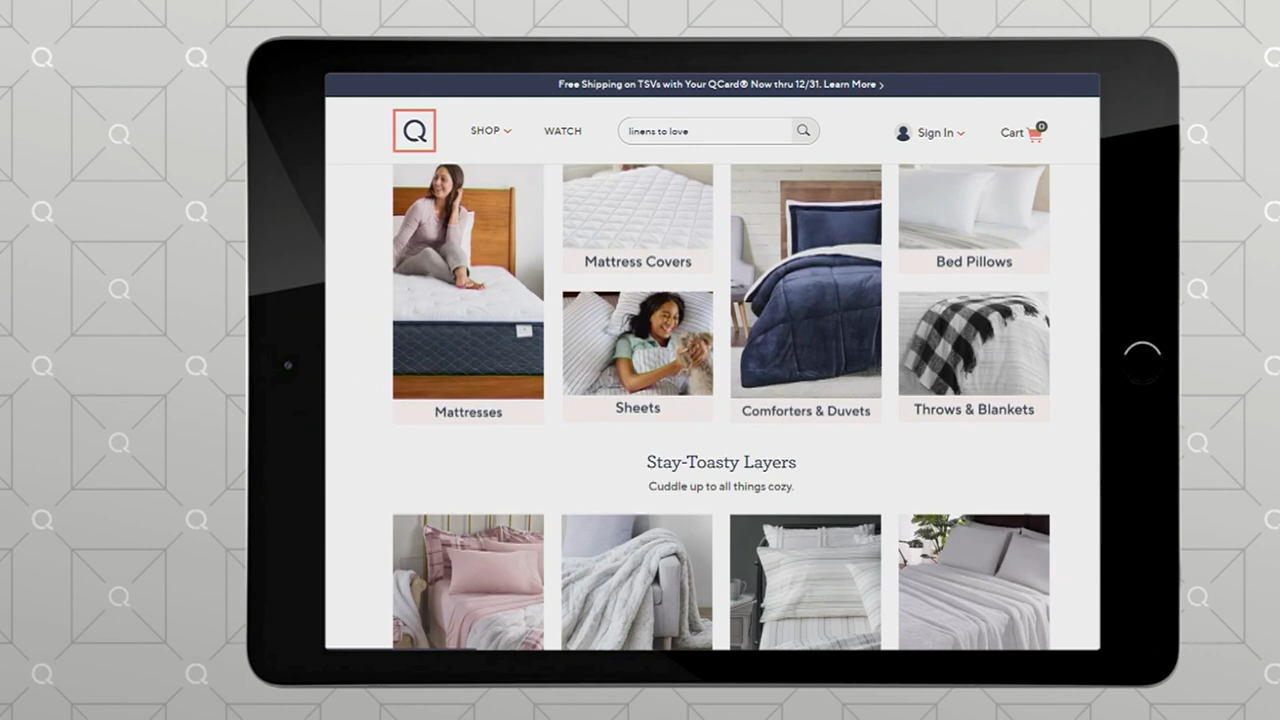 Free Shipping on TSVs with Your QCard® Now thru 12/31. Learn More >
Q
SHOP
WATCH
linens to love
Sign In
Cart
0
Mattress Covers
Bed Pillows
Mattresses
Sheets
Comforters & Duvets
Throws & Blankets
Stay-Toasty Layers
Cuddle up to all things cozy.